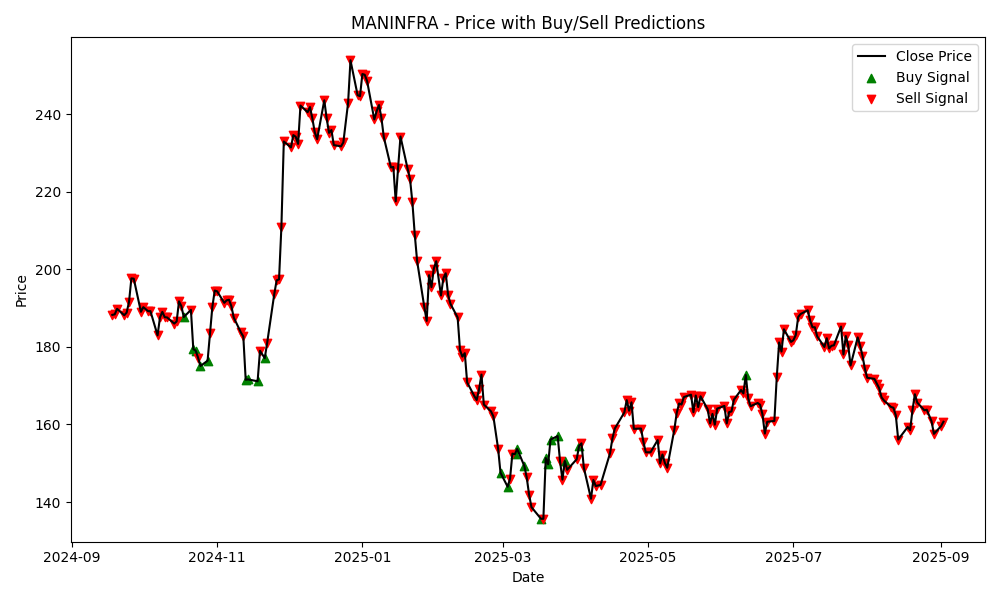 MANINFRA - Price with Buy/Sell Predictions
Close Price
Buy Signal
Sell Signal
Price
240
220
200
180
160
140
2024-09
2024-11
2025-01
2025-03
2025-05
2025-07
2025-09
Date